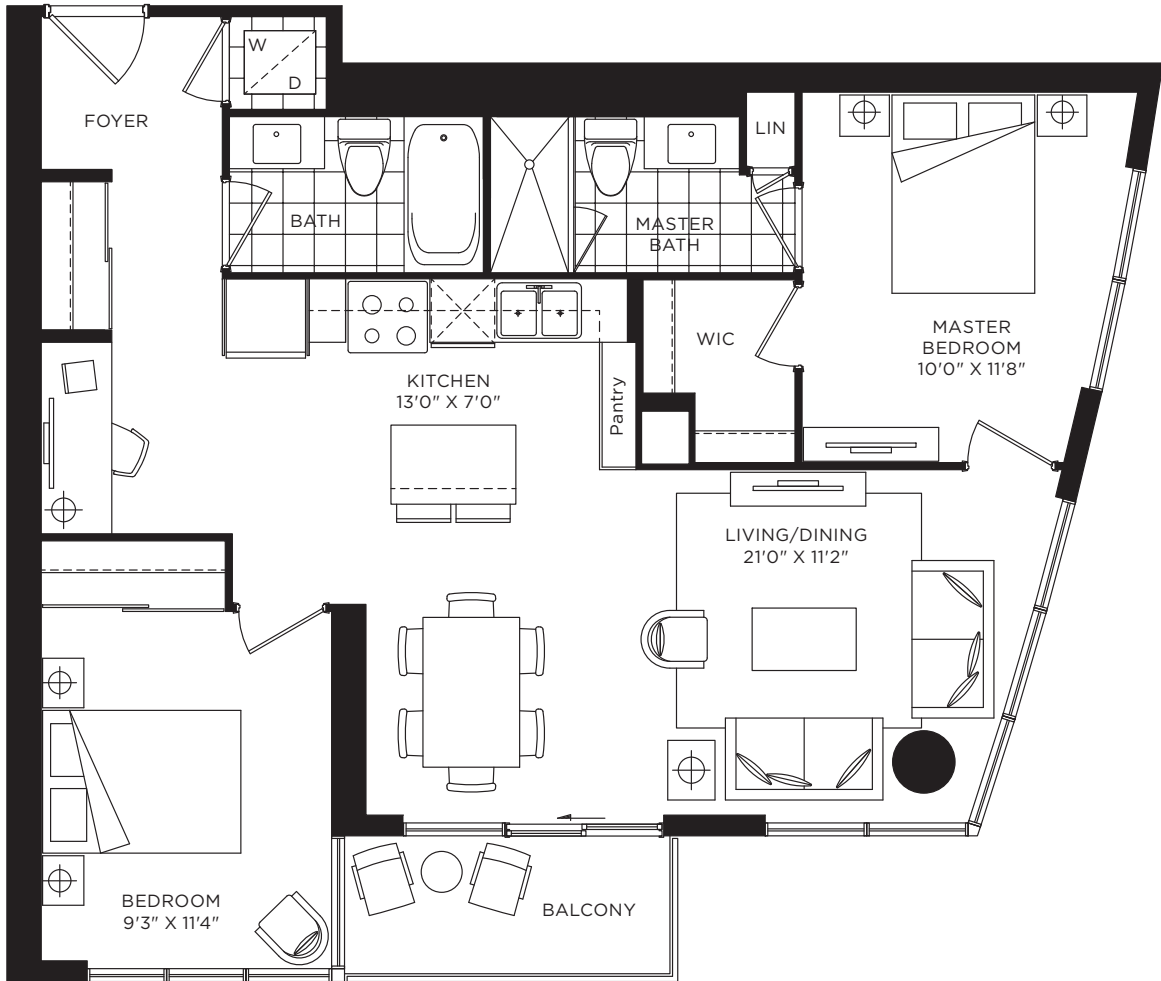 W
D
FOYER
LIN
BATH
MASTER
BATH
MASTER
BEDROOM
10'0" X 11'8"
WIC
KITCHEN
13'0" X 7'0"
Pantry
LIVING/DINING
21'0" X 11'2"
BEDROOM
9'3" X 11'4"
BALCONY